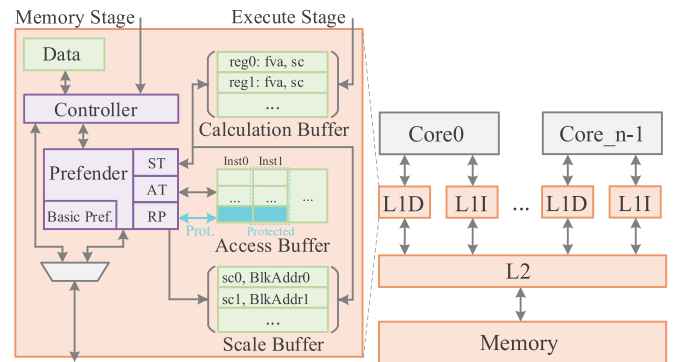 Memory Stage
Execute Stage
Data
Controller
Prefender
ST
AT
RP
Basic Pref.
Prot.
reg0: fva, sc
reg1: fva, sc
...
Calculation Buffer
Inst0 Inst1
... ... ...
Protected
Access Buffer
sc0, BlkAddr0
sc1, BlkAddr1
...
Scale Buffer
Core0
Core_n-1
L1D
L1I
...
L1D
L1I
L2
Memory